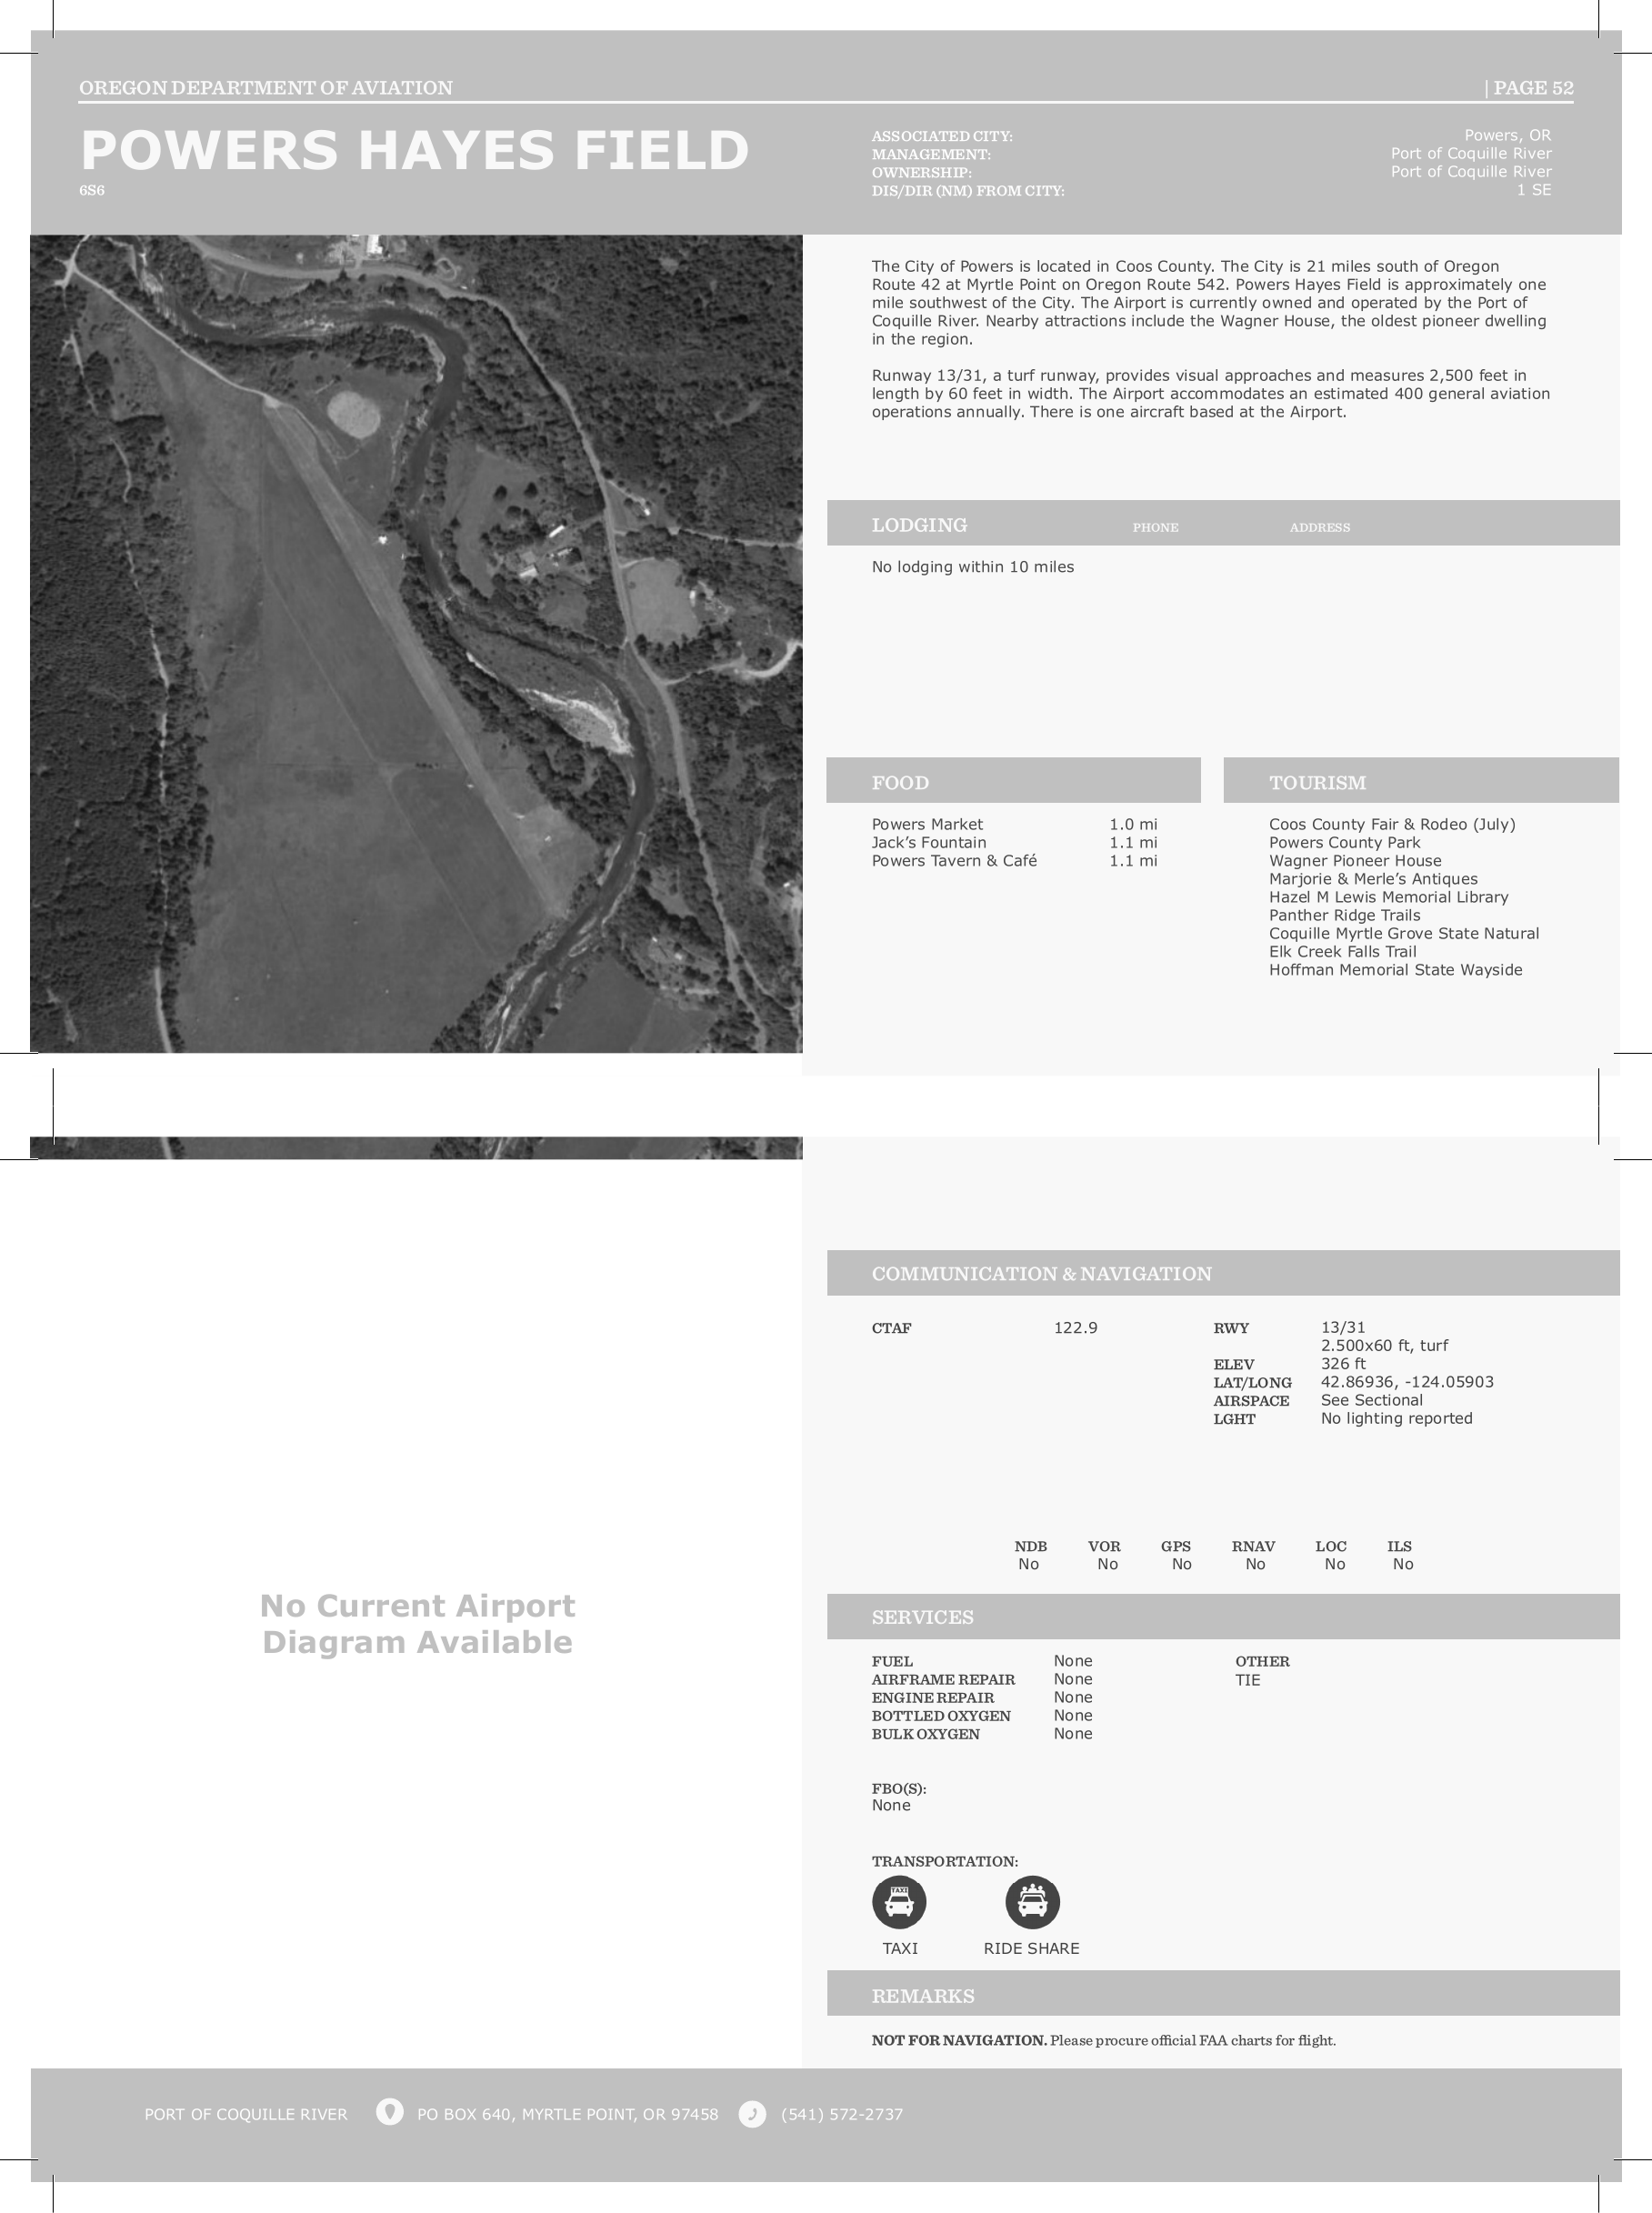 OREGON DEPARTMENT OF AVIATION
| PAGE 52
POWERS HAYES FIELD
6S6
ASSOCIATED CITY: Powers, OR
MANAGEMENT: Port of Coquille River
OWNERSHIP: Port of Coquille River
DIS/DIR (NM) FROM CITY: 1 SE
The City of Powers is located in Coos County. The City is 21 miles south of Oregon
Route 42 at Myrtle Point on Oregon Route 542. Powers Hayes Field is approximately one
mile southwest of the City. The Airport is currently owned and operated by the Port of
Coquille River. Nearby attractions include the Wagner House, the oldest pioneer dwelling
in the region.
Runway 13/31, a turf runway, provides visual approaches and measures 2,500 feet in
length by 60 feet in width. The Airport accommodates an estimated 400 general aviation
operations annually. There is one aircraft based at the Airport.
LODGING PHONE ADDRESS
No lodging within 10 miles
FOOD
Powers Market 1.0 mi
Jack’s Fountain 1.1 mi
Powers Tavern & Café 1.1 mi
TOURISM
Coos County Fair & Rodeo (July)
Powers County Park
Wagner Pioneer House
Marjorie & Merle’s Antiques
Hazel M Lewis Memorial Library
Panther Ridge Trails
Coquille Myrtle Grove State Natural
Elk Creek Falls Trail
Hoffman Memorial State Wayside
No Current Airport
Diagram Available
COMMUNICATION & NAVIGATION
CTAF 122.9
RWY 13/31
2.500x60 ft, turf
ELEV 326 ft
LAT/LONG 42.86936, -124.05903
AIRSPACE See Sectional
LGHT No lighting reported
NDB VOR GPS RNAV LOC ILS
No No No No No No
SERVICES
FUEL None
AIRFRAME REPAIR None
ENGINE REPAIR None
BOTTLED OXYGEN None
BULK OXYGEN None
OTHER
TIE
FBO(S):
None
TRANSPORTATION:
TAXI
TAXI RIDE SHARE
REMARKS
NOT FOR NAVIGATION. Please procure official FAA charts for flight.
PORT OF COQUILLE RIVER PO BOX 640, MYRTLE POINT, OR 97458 (541) 572-2737